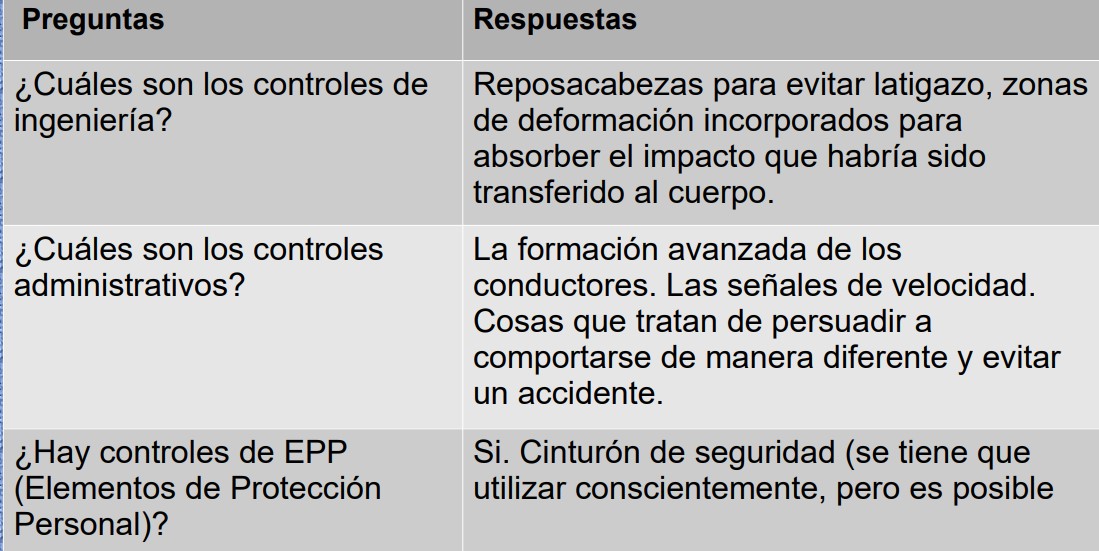 Preguntas
Respuestas
¿Cuáles son los controles de
ingeniería?
Reposacabezas para evitar latigazo, zonas
de deformación incorporados para
absorber el impacto que habría sido
transferido al cuerpo.
¿Cuáles son los controles
administrativos?
La formación avanzada de los
conductores. Las señales de velocidad.
Cosas que tratan de persuadir a
comportarse de manera diferente y evitar
un accidente.
¿Hay controles de EPP
(Elementos de Protección
Personal)?
Si. Cinturón de seguridad (se tiene que
utilizar conscientemente, pero es posible